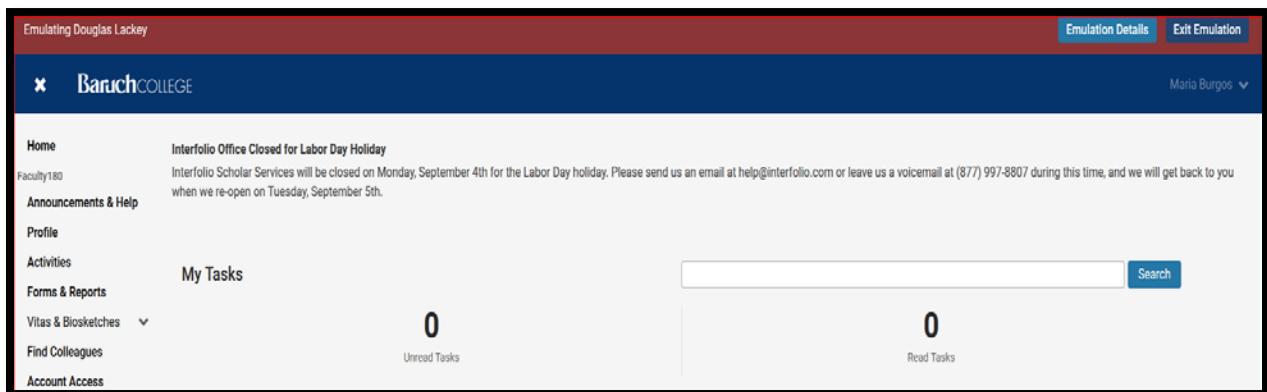 Emulating Douglas Lackey
Emulation Details
Exit Emulation
BaruchCOLLEGE
Maria Burgos
Home
Faculty180
Announcements & Help
Profile
Activities
Forms & Reports
Vitas & Biosketches
Find Colleagues
Account Access
Interfolio Office Closed for Labor Day Holiday
Interfolio Scholar Services will be closed on Monday, September 4th for the Labor Day holiday. Please send us an email at help@interfolio.com or leave us a voicemail at (877) 997-8807 during this time, and we will get back to you
when we re-open on Tuesday, September 5th.
My Tasks
Search
0
Unread Tasks
0
Read Tasks